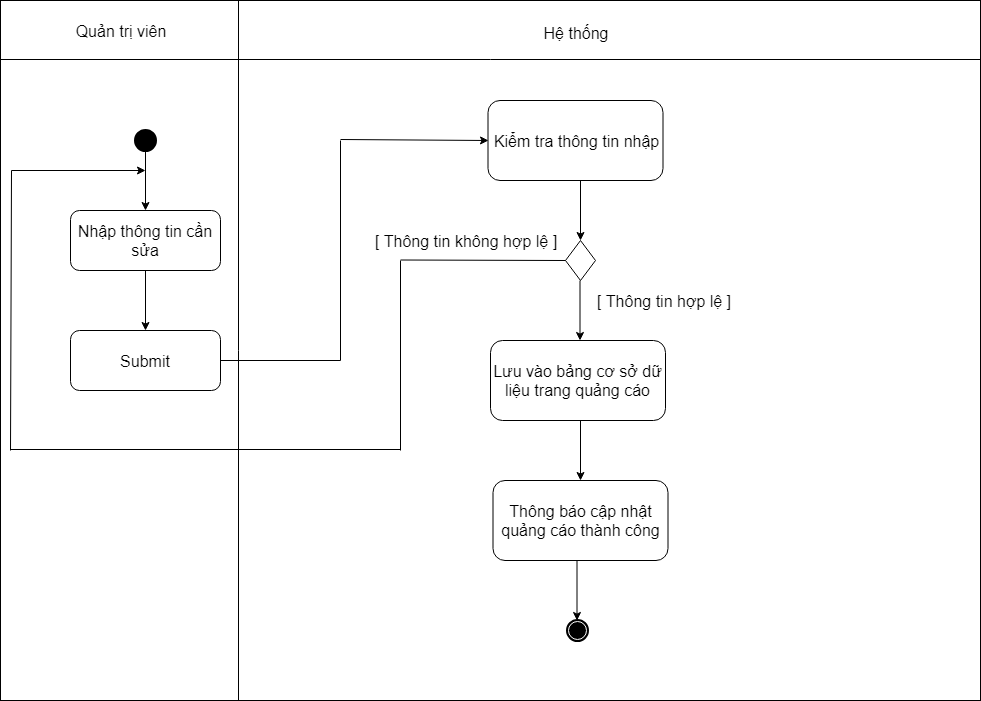 Quản trị viên
Hệ thống
Kiểm tra thông tin nhập
Nhập thông tin cần
sửa
[ Thông tin không hợp lệ ]
[ Thông tin hợp lệ ]
Submit
Lưu vào bảng cơ sở dữ
liệu trang quảng cáo
Thông báo cập nhật
quảng cáo thành công